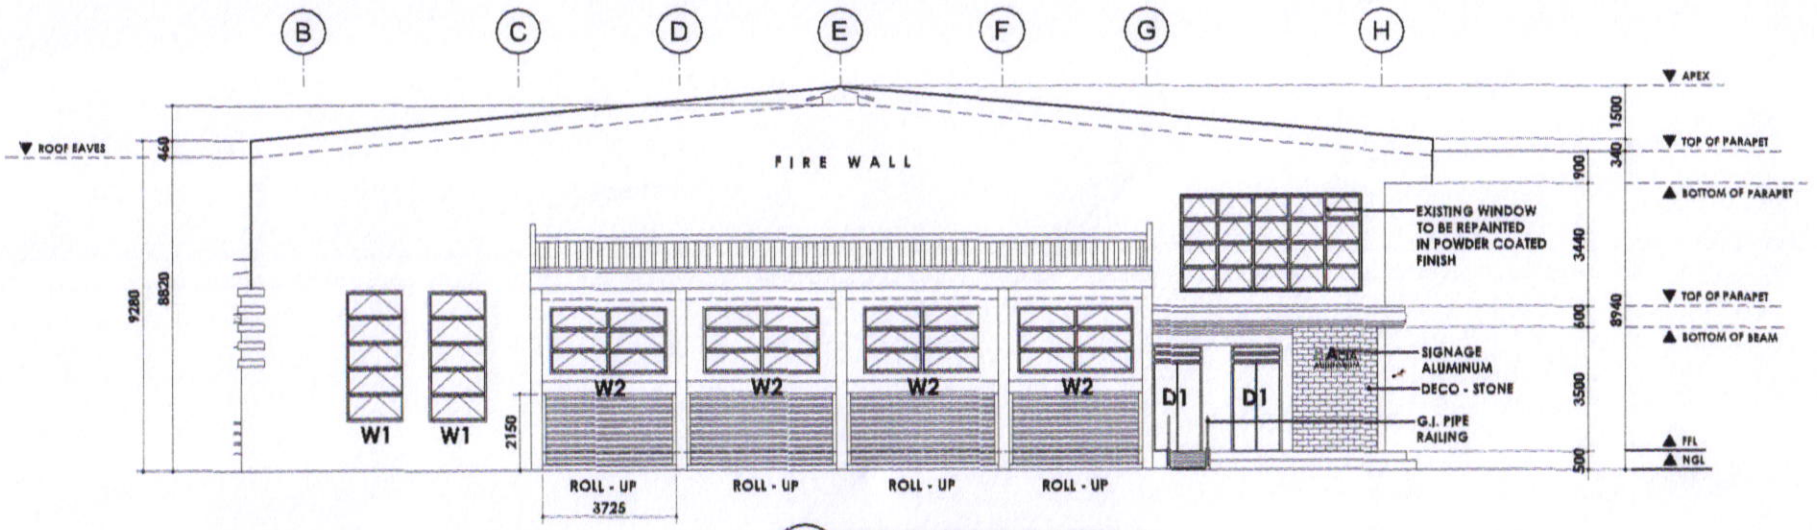 B C D E F G H
APEX
1500
TOP OF PARAPET
340
ROOF EAVES
460
FIRE WALL
900
BOTTOM OF PARAPET
EXISTING WINDOW
TO BE REPAINTED
IN POWDER COATED
FINISH
3440
9280
8820
TOP OF PARAPET
600
8940
BOTTOM OF BEAM
SIGNAGE
ALUMINUM
DECO - STONE
3500
W2 W2 W2 W2
D1 D1
G.I. PIPE
RAILING
W1 W1
2150
FFL
500
NGL
ROLL - UP ROLL - UP ROLL - UP ROLL - UP
3725